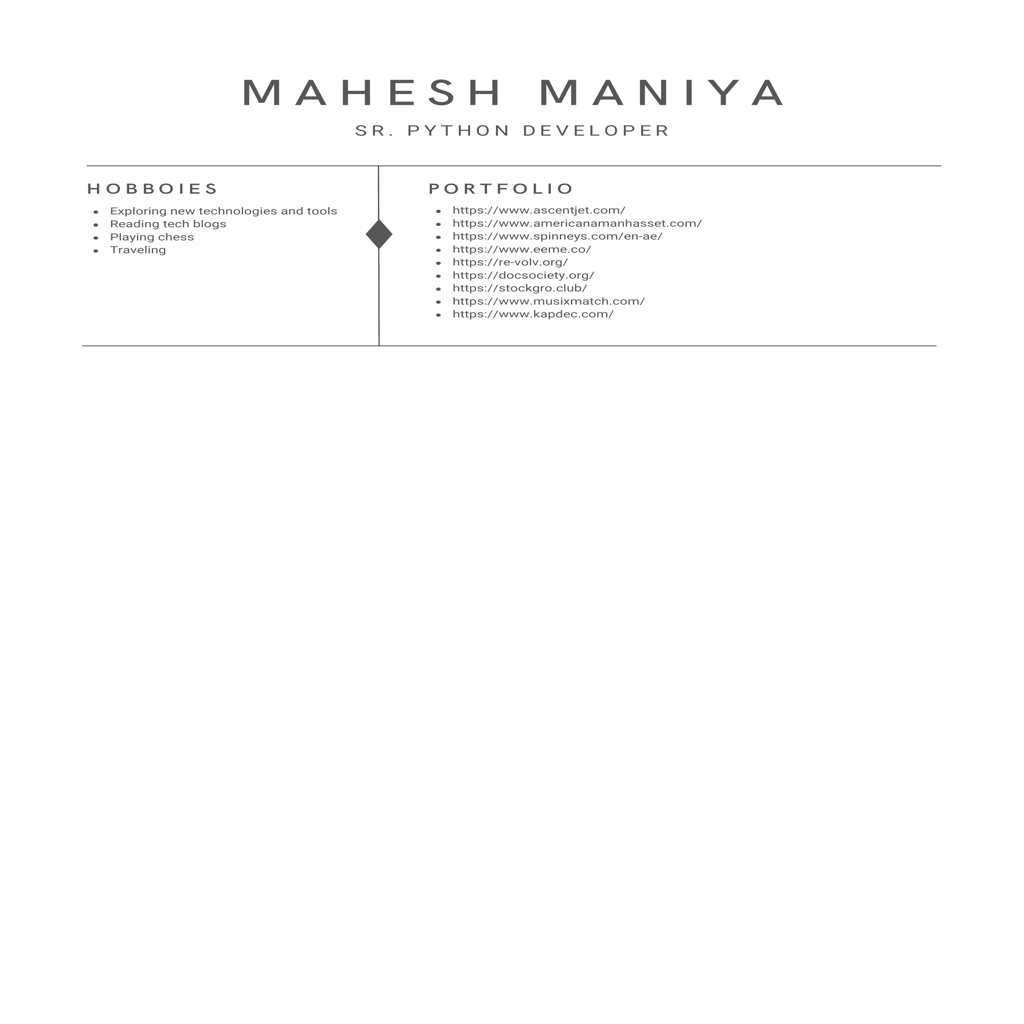 MAHESH MANIYA
SR. PYTHON DEVELOPER
HOBBOIES
Exploring new technologies and tools
Reading tech blogs
Playing chess
Traveling
PORTFOLIO
https://www.ascentjet.com/
https://www.americanamanhasset.com/
https://www.spinneys.com/en-ae/
https://www.eeme.co/
https://re-volv.org/
https://docsociety.org/
https://stockgro.club/
https://www.musixmatch.com/
https://www.kapdec.com/